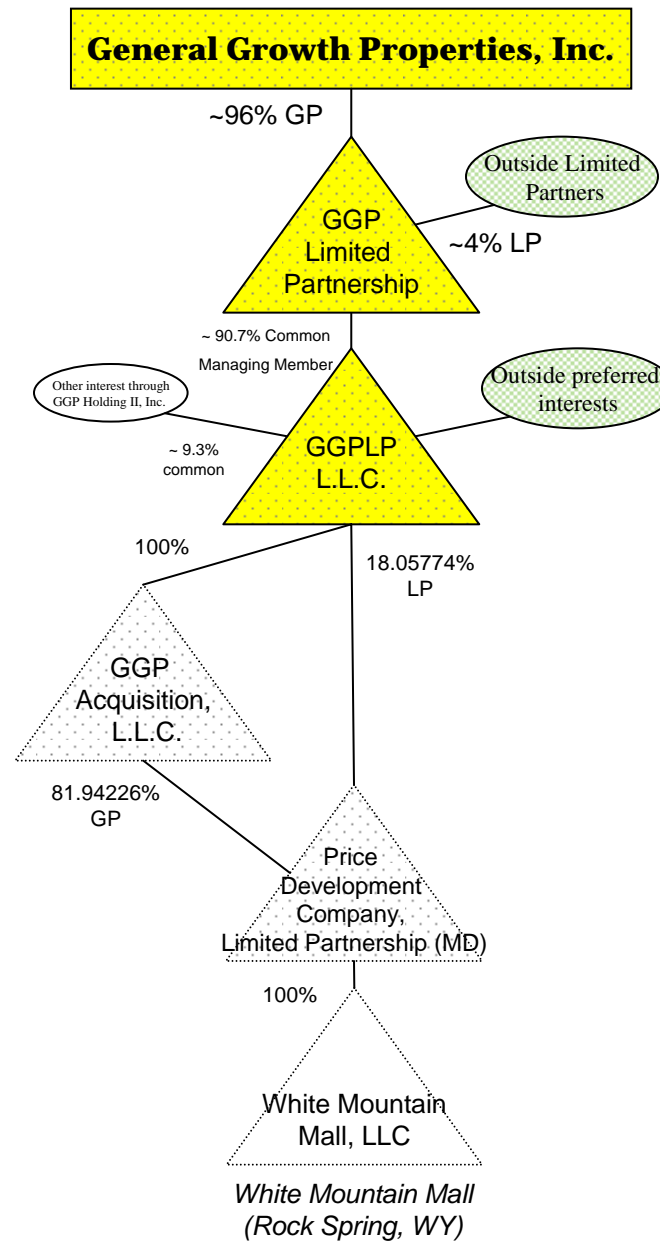 General Growth Properties, Inc.
~96% GP
Outside Limited
Partners
GGP
Limited
Partnership
~4% LP
~ 90.7% Common
Managing Member
Other interest through
GGP Holding II, Inc.
Outside preferred
interests
GGPLP
L.L.C.
~ 9.3%
common
100%
18.05774%
LP
GGP
Acquisition,
L.L.C.
81.94226%
GP
Price
Development
Company,
Limited Partnership (MD)
100%
White Mountain
Mall, LLC
White Mountain Mall
(Rock Spring, WY)